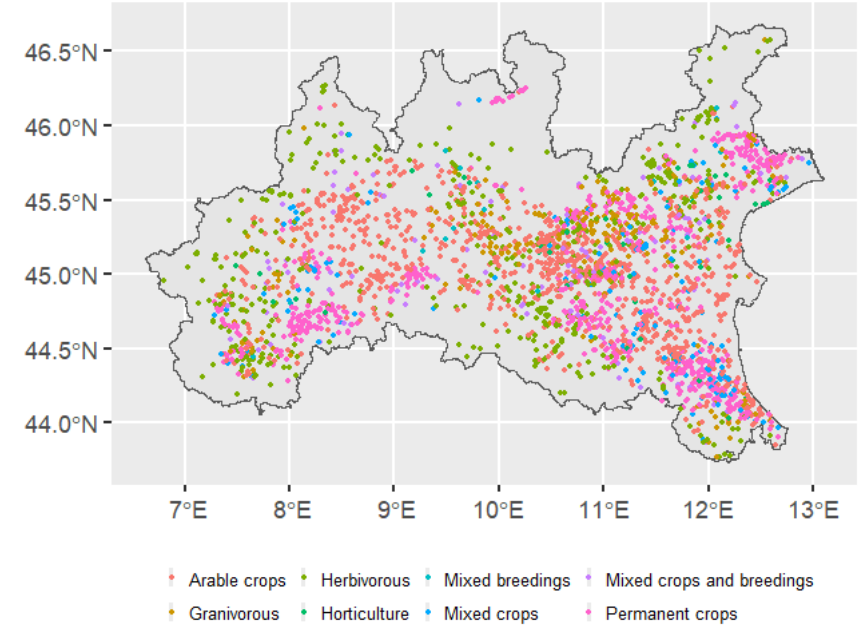 46.5°N
46.0°N
45.5°N
45.0°N
44.5°N
44.0°N
7°E 8°E 9°E 10°E 11°E 12°E 13°E
Arable crops Herbivorous Mixed breedings Mixed crops and breedings
Granivorous Horticulture Mixed crops Permanent crops